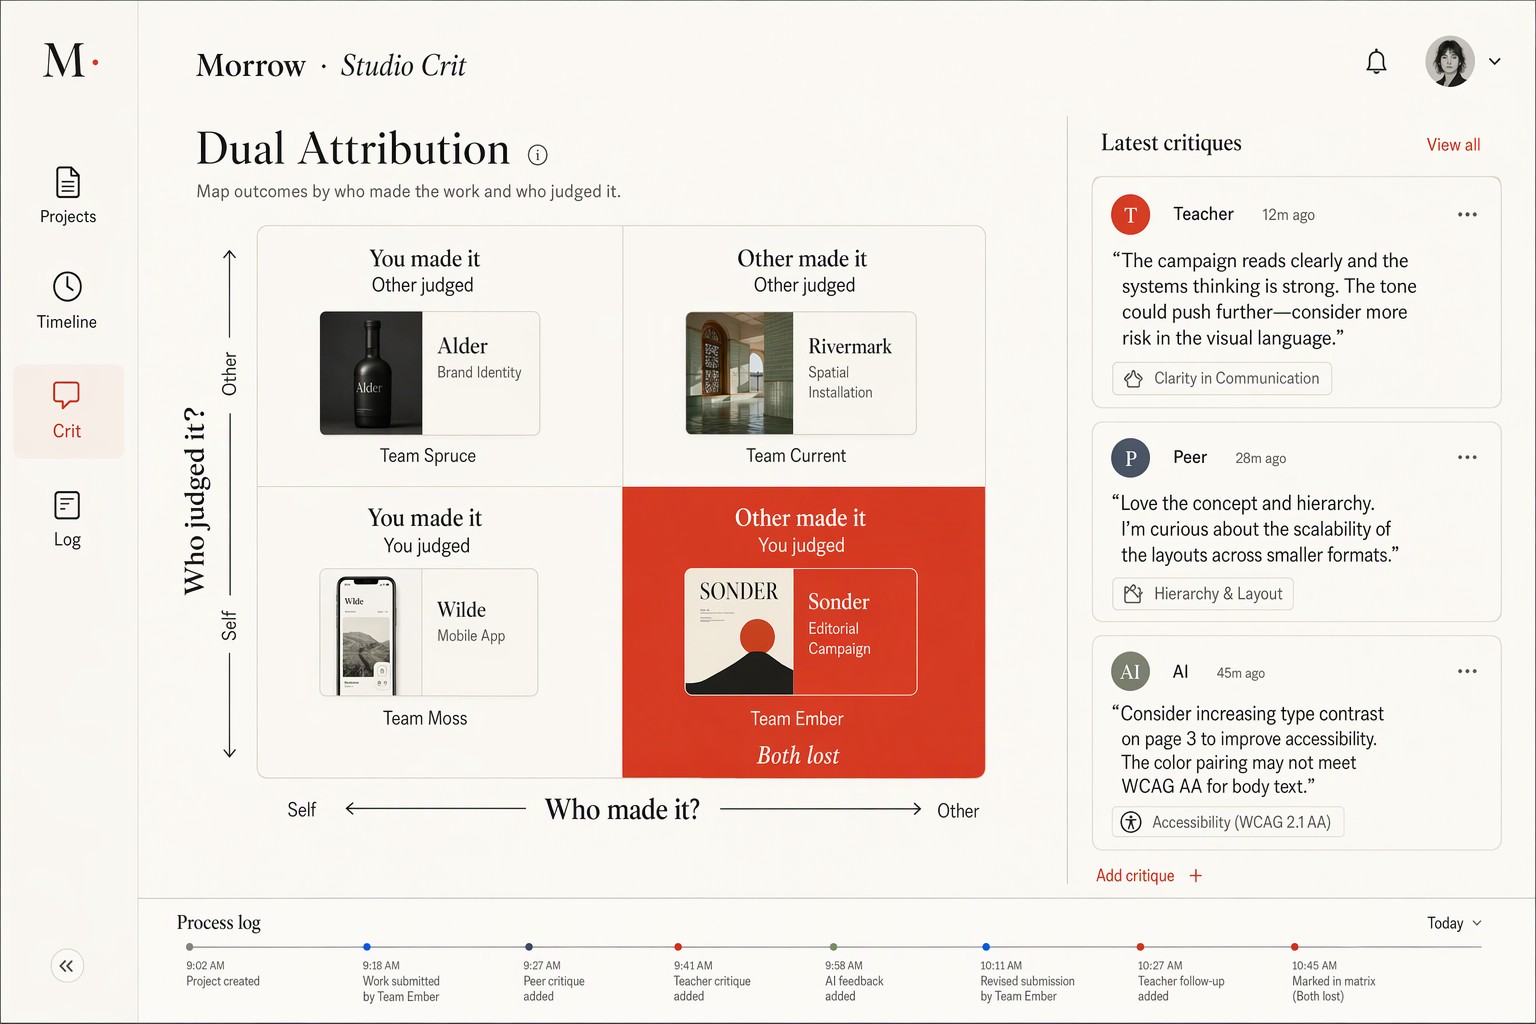 M
Morrow · Studio Crit
Projects
Timeline
Crit
Log
Dual Attribution
Map outcomes by who made the work and who judged it.
Who judged it?
Other
Self
You made it
Other judged
Alder
Alder
Brand Identity
Team Spruce
Other made it
Other judged
Rivermark
Spatial
Installation
Team Current
You made it
You judged
Wilde
Wilde
Mobile App
Team Moss
Other made it
You judged
SONDER
Sonder
Editorial
Campaign
Team Ember
Both lost
Self
Who made it?
Other
Latest critiques
View all
T
Teacher
12m ago
“The campaign reads clearly and the
systems thinking is strong. The tone
could push further—consider more
risk in the visual language.”
Clarity in Communication
P
Peer
28m ago
“Love the concept and hierarchy.
I’m curious about the scalability of
the layouts across smaller formats.”
Hierarchy & Layout
AI
AI
45m ago
“Consider increasing type contrast
on page 3 to improve accessibility.
The color pairing may not meet
WCAG AA for body text.”
Accessibility (WCAG 2.1 AA)
Add critique +
Process log
Today
9:02 AM
Project created
9:18 AM
Work submitted
by Team Ember
9:27 AM
Peer critique
added
9:41 AM
Teacher critique
added
9:58 AM
AI feedback
added
10:11 AM
Revised submission
by Team Ember
10:27 AM
Teacher follow-up
added
10:45 AM
Marked in matrix
(Both lost)